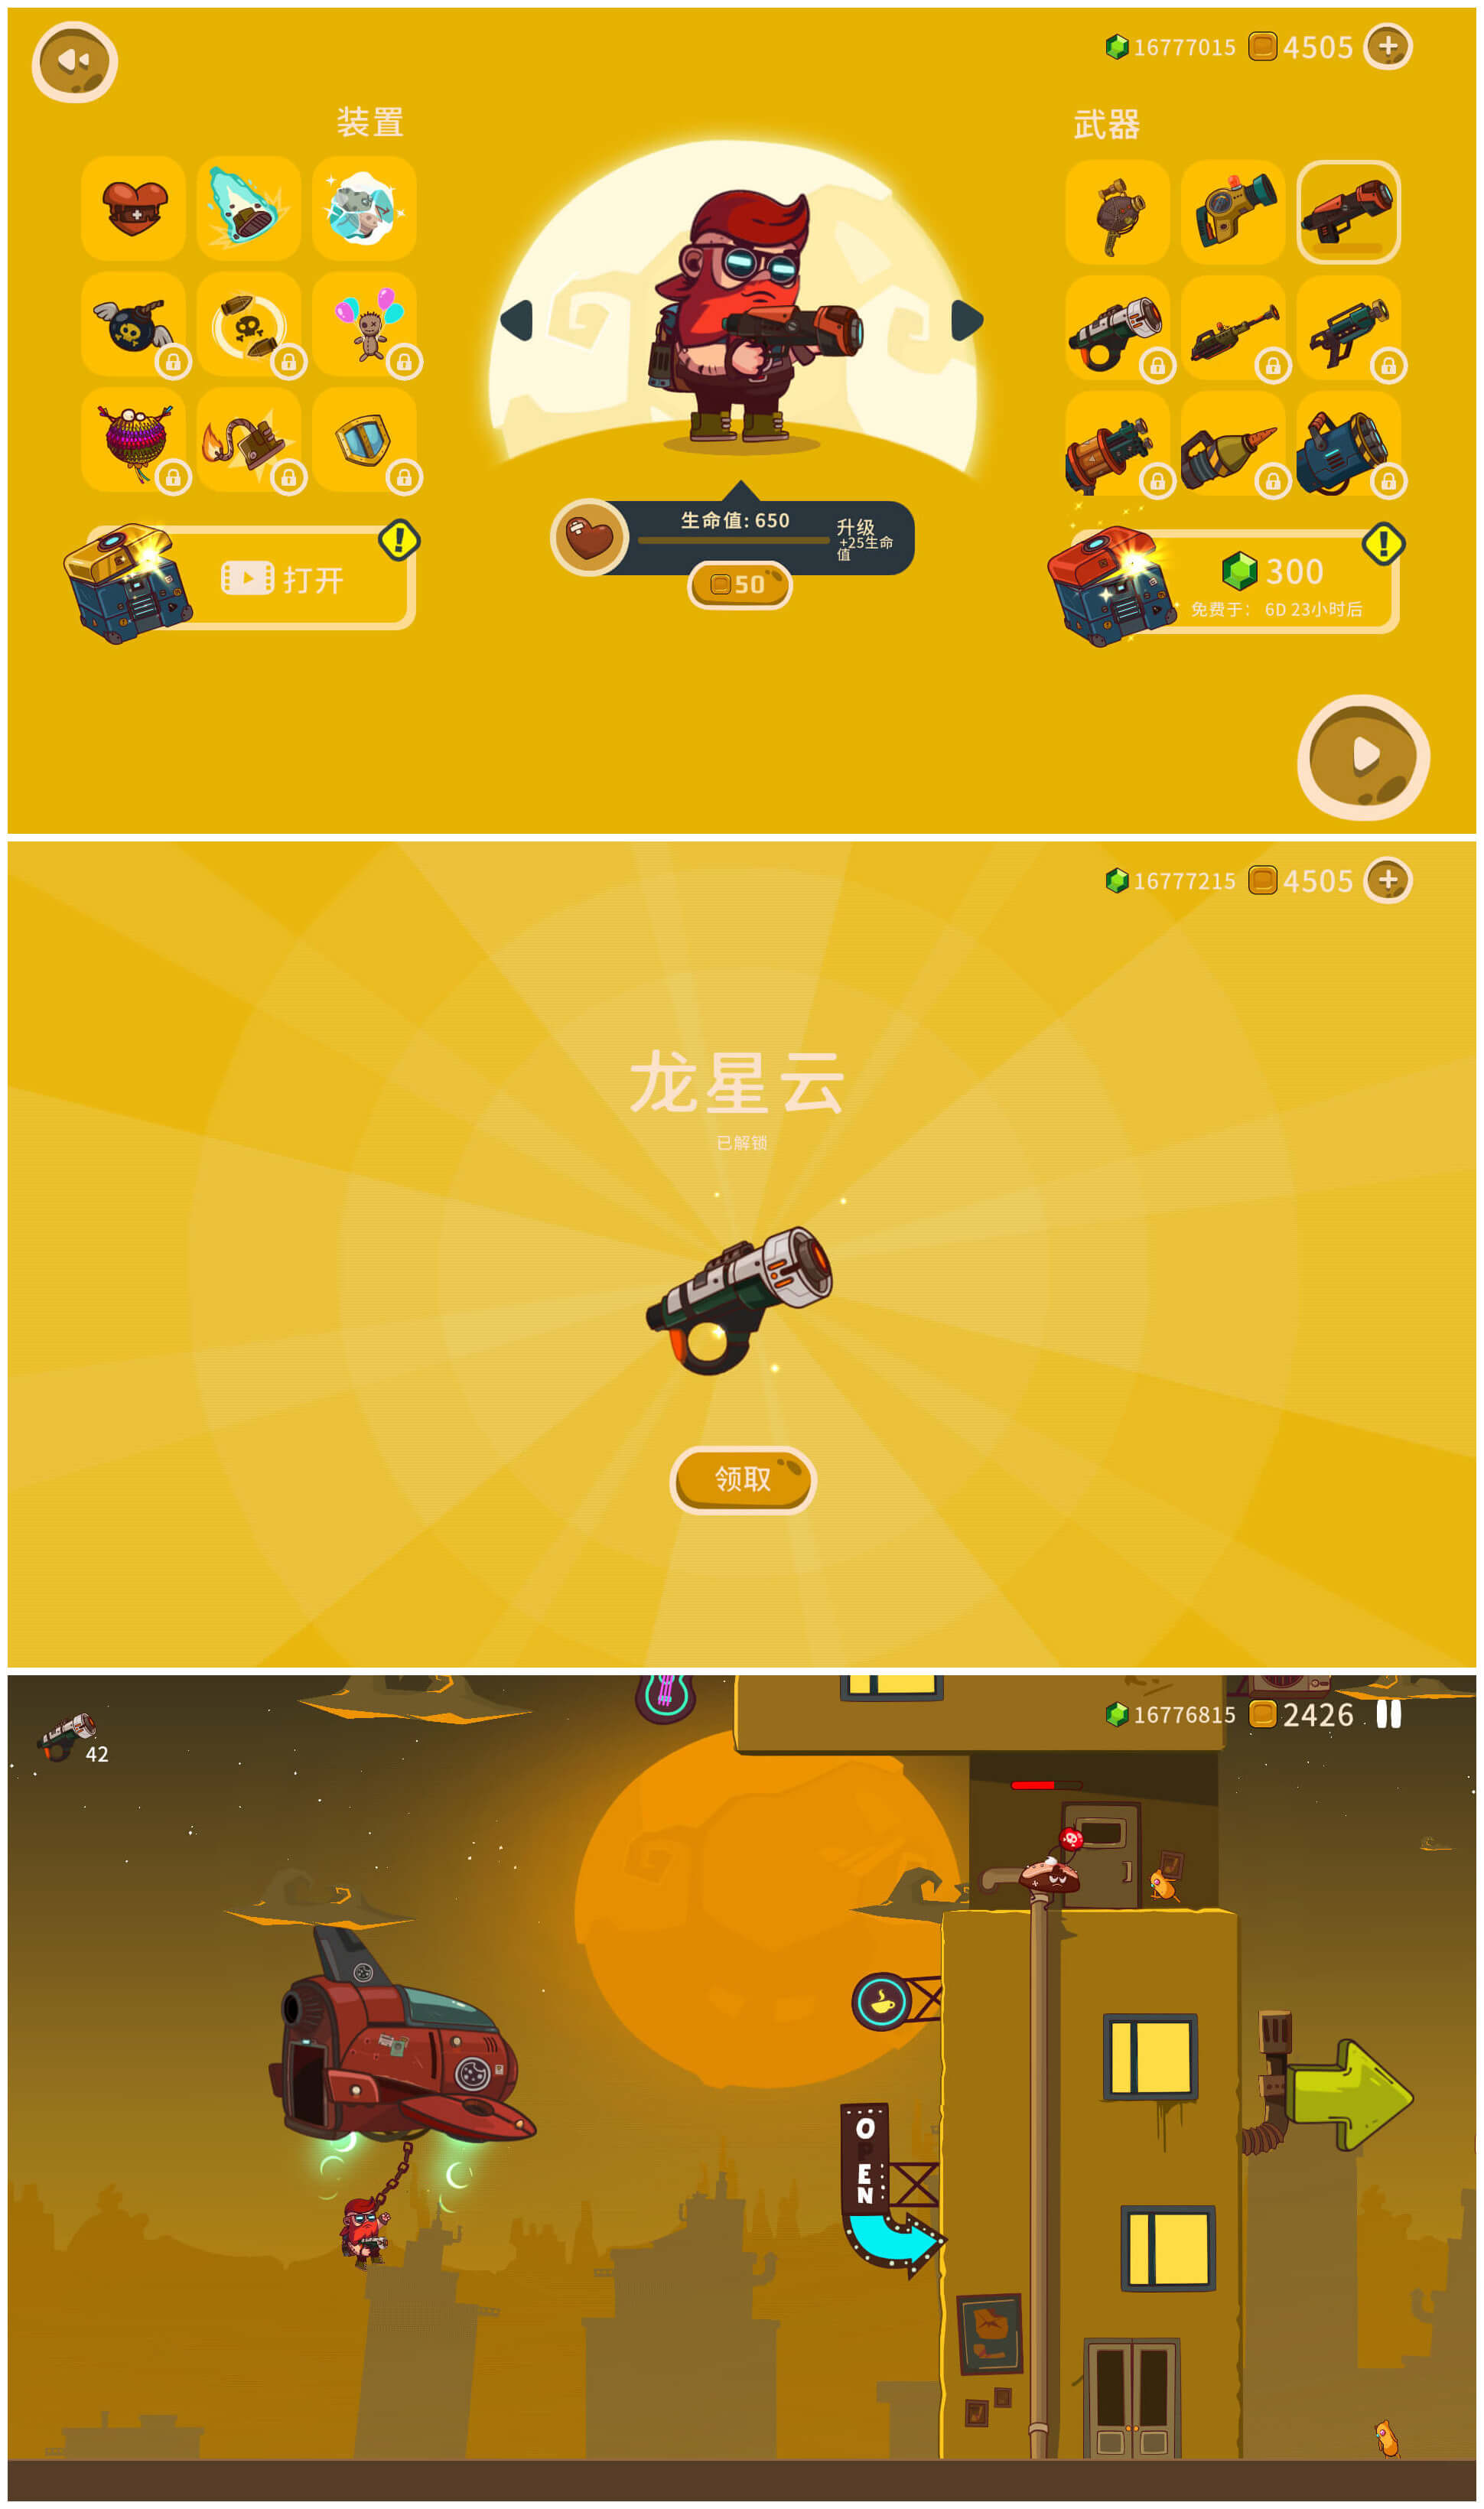 16777015 4505
装置
武器
生命值: 650
升级
+25生命
值
50
打开
300
免费于: 6D 23小时后
16777215 4505
龙星云
已解锁
领取
42
16776815 2426
OPEN